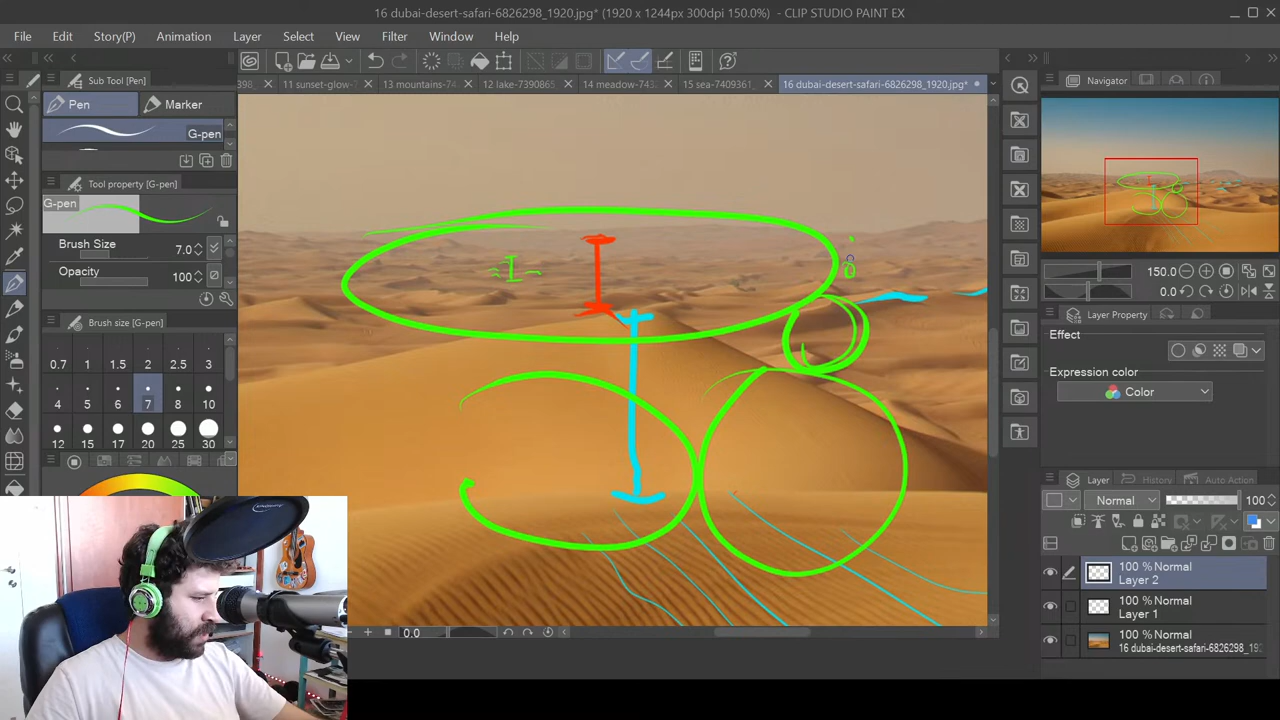 16 dubai-desert-safari-6826298_1920.jpg* (1920 x 1244px 300dpi 150.0%) - CLIP STUDIO PAINT EX
File Edit Story(P) Animation Layer Select View Filter Window Help
Sub Tool [Pen]
Pen Marker
G-pen
Tool property [G-pen]
G-pen
Brush Size 7.0
Opacity 100
Brush size [G-pen]
0.7 1 1.5 2 2.5 3
4 5 6 7 8 10
12 15 17 20 25 30
398_ 11 sunset-glow-7 13 mountains-74 12 lake-7390865_ 14 meadow-743 15 sea-7409361_ 16 dubai-desert-safari-6826298_1920.jpg*
0.0
Navigator
150.0
0.0
Layer Property
Effect
Expression color
Color
Layer History Auto Action
Normal 100
100 % Normal
Layer 2
100 % Normal
Layer 1
100 % Normal
16 dubai-desert-safari-6826298_192